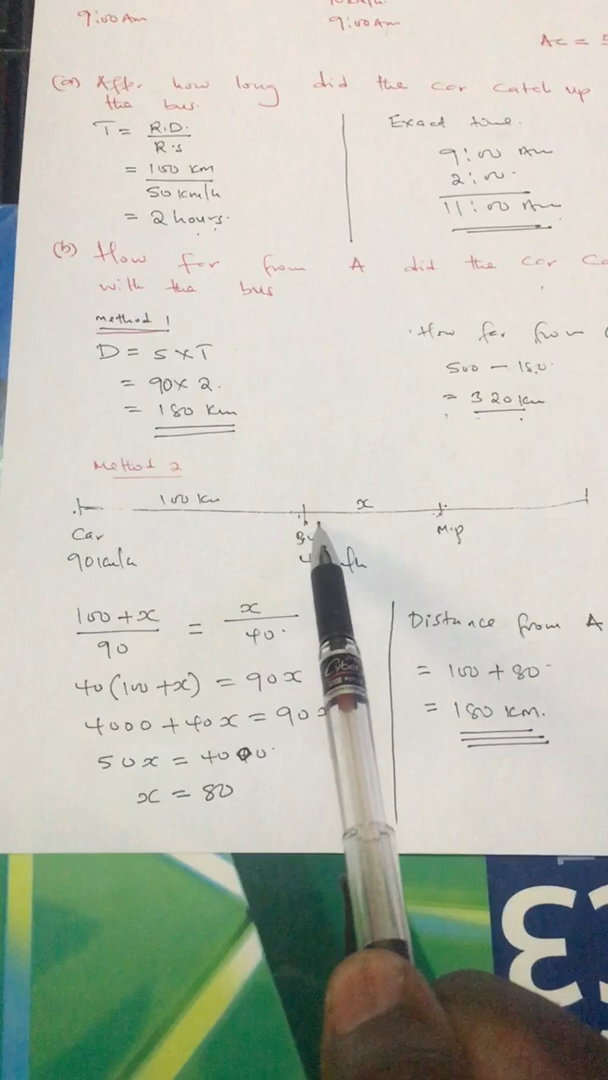 9:00 Am
9:00 Am
AC = 5
(a) After how long did the car catch up
the bus.
T = R.D.
R.s
= 100 km
50 km/h
= 2 hours.
Exact time.
9:00 Am
2:00
11:00 Am
(b) How far from A did the car
with the bus
method 1
D = S x T
= 90 x 2.
= 180 km
How far from
500 - 180
= 320 km
Method 2
100 km
x
Car
M.p
90 km/h
100 + x
90
=
x
40.
40(100 + x) = 90x
4000 + 40x = 90x
50x = 4000.
x = 80
Distance from A
= 100 + 80
= 180 km.